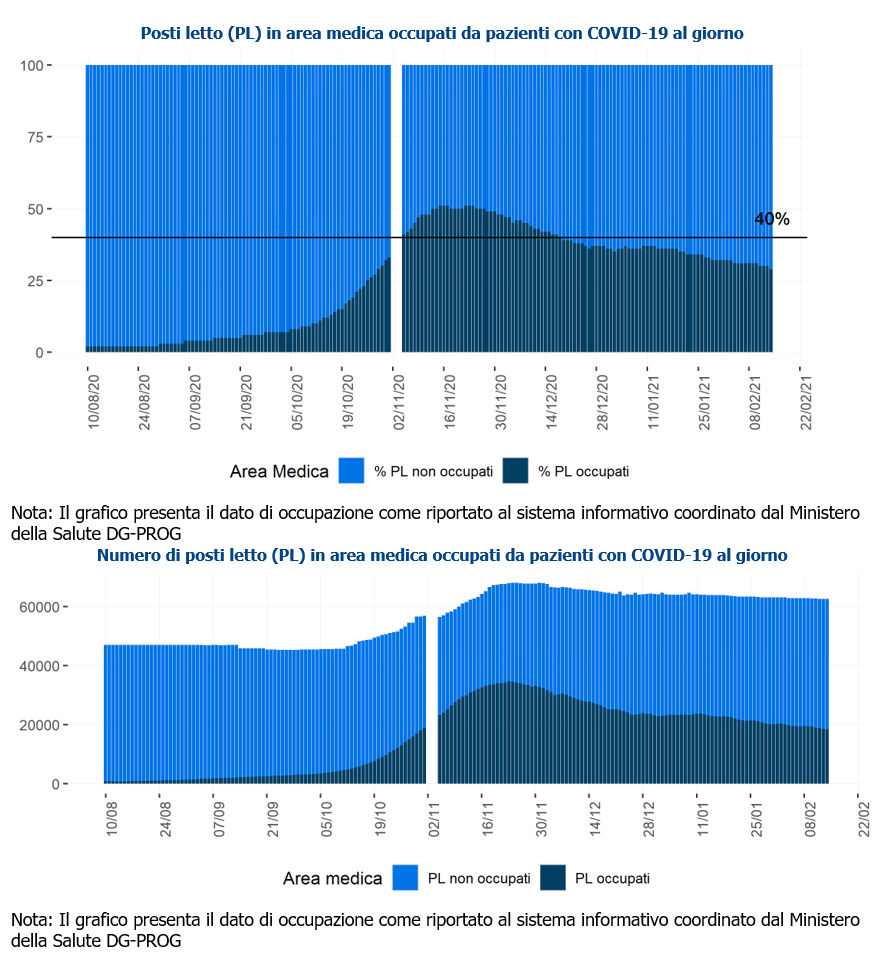 Posti letto (PL) in area medica occupati da pazienti con COVID-19 al giorno
100
75
50
40%
25
0
10/08/20 24/08/20 07/09/20 21/09/20 05/10/20 19/10/20 02/11/20 16/11/20 30/11/20 14/12/20 28/12/20 11/01/21 25/01/21 08/02/21 22/02/21
Area Medica % PL non occupati % PL occupati
Nota: Il grafico presenta il dato di occupazione come riportato al sistema informativo coordinato dal Ministero
della Salute DG-PROG
Numero di posti letto (PL) in area medica occupati da pazienti con COVID-19 al giorno
60000
40000
20000
0
10/08 24/08 07/09 21/09 05/10 19/10 02/11 16/11 30/11 14/12 28/12 11/01 25/01 08/02 22/02
Area medica PL non occupati PL occupati
Nota: Il grafico presenta il dato di occupazione come riportato al sistema informativo coordinato dal Ministero
della Salute DG-PROG